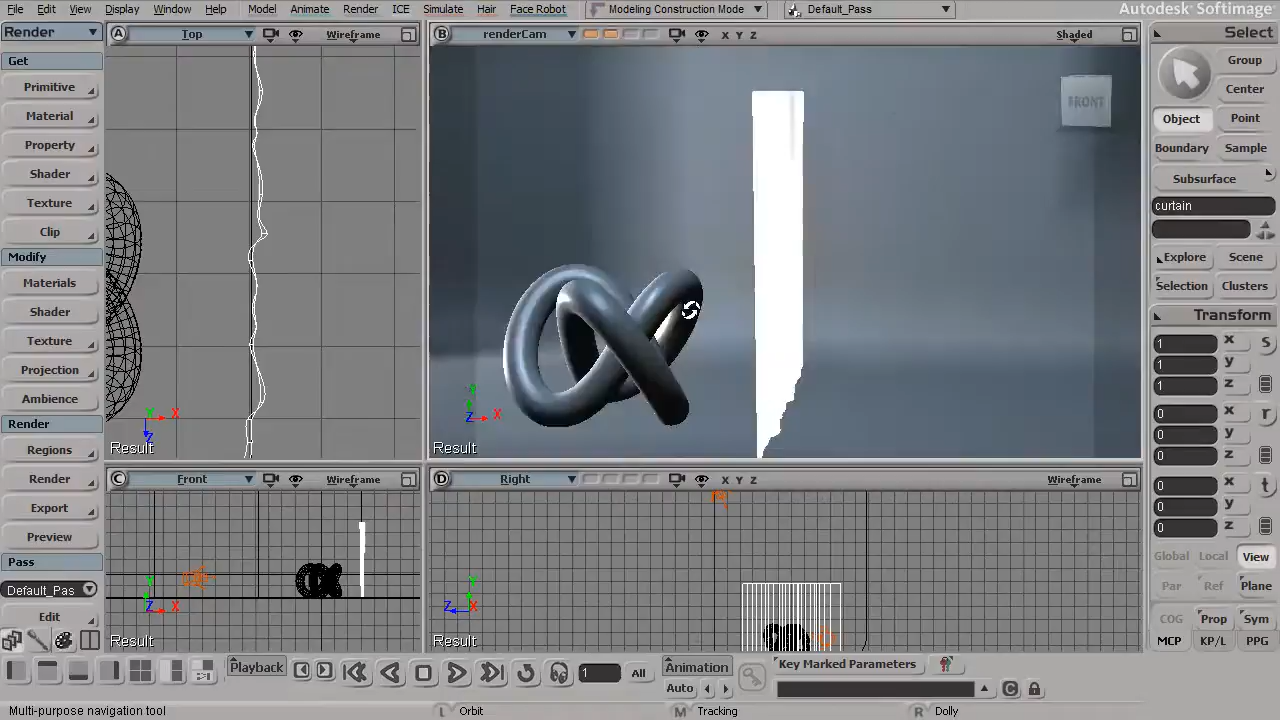 File Edit View Display Window Help Model Animate Render ICE Simulate Hair Face Robot Modeling Construction Mode Default_Pass Autodesk Softimage
Render A Top Wireframe B renderCam X Y Z Shaded Select
Get
Primitive
Material
Property
Shader
Texture
Clip
Modify
Materials
Shader
Texture
Projection
Ambience
Render
Regions
Render
Export
Preview
Pass
Default_Pas
Edit
X
Z
Result
FRONT
Y
Z X
Result
C Front Wireframe
Y
Z X
Result
D Right X Y Z Wireframe
Y
Z X
Result
Group
Center
Object Point
Boundary Sample
Subsurface
curtain
Explore Scene
Selection Clusters
Transform
1 x s
1 y
1 z
0 x r
0 y
0 z
0 x t
0 y
0 z
Global Local View
Par Ref Plane
COG Prop Sym
MCP KP/L PPG
Playback 1 All Animation Key Marked Parameters
Auto C
Multi-purpose navigation tool L Orbit M Tracking R Dolly